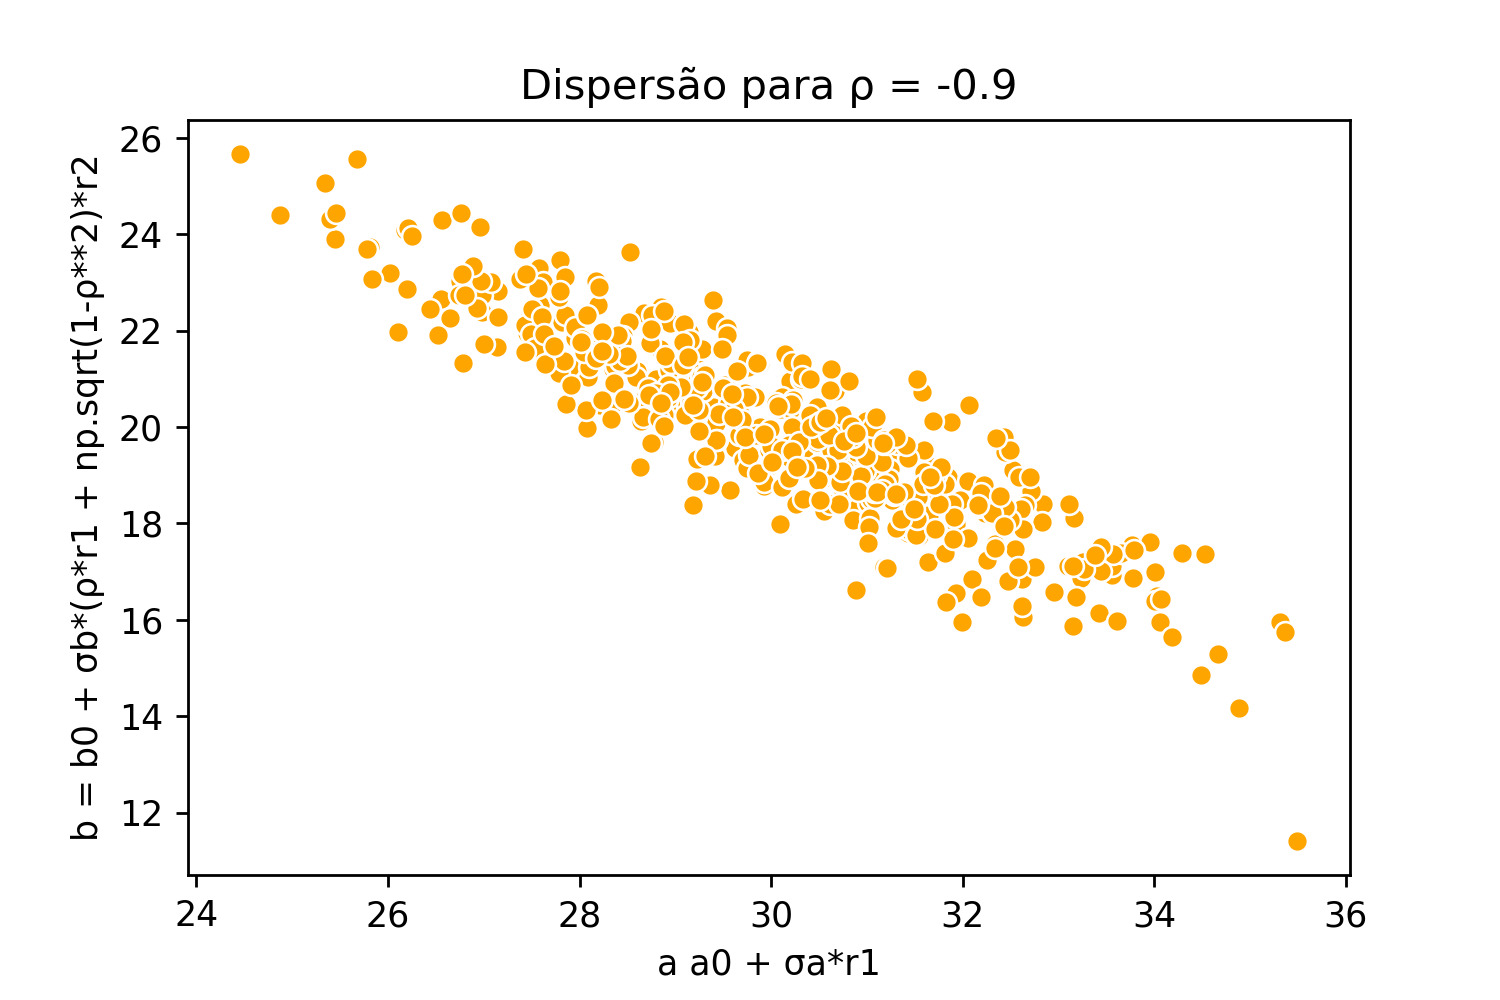 Dispersão para ρ = -0.9
b = b0 + σb*(ρ*r1 + np.sqrt(1-ρ**2)*r2
26
24
22
20
18
16
14
12
24 26 28 30 32 34 36
a a0 + σa*r1